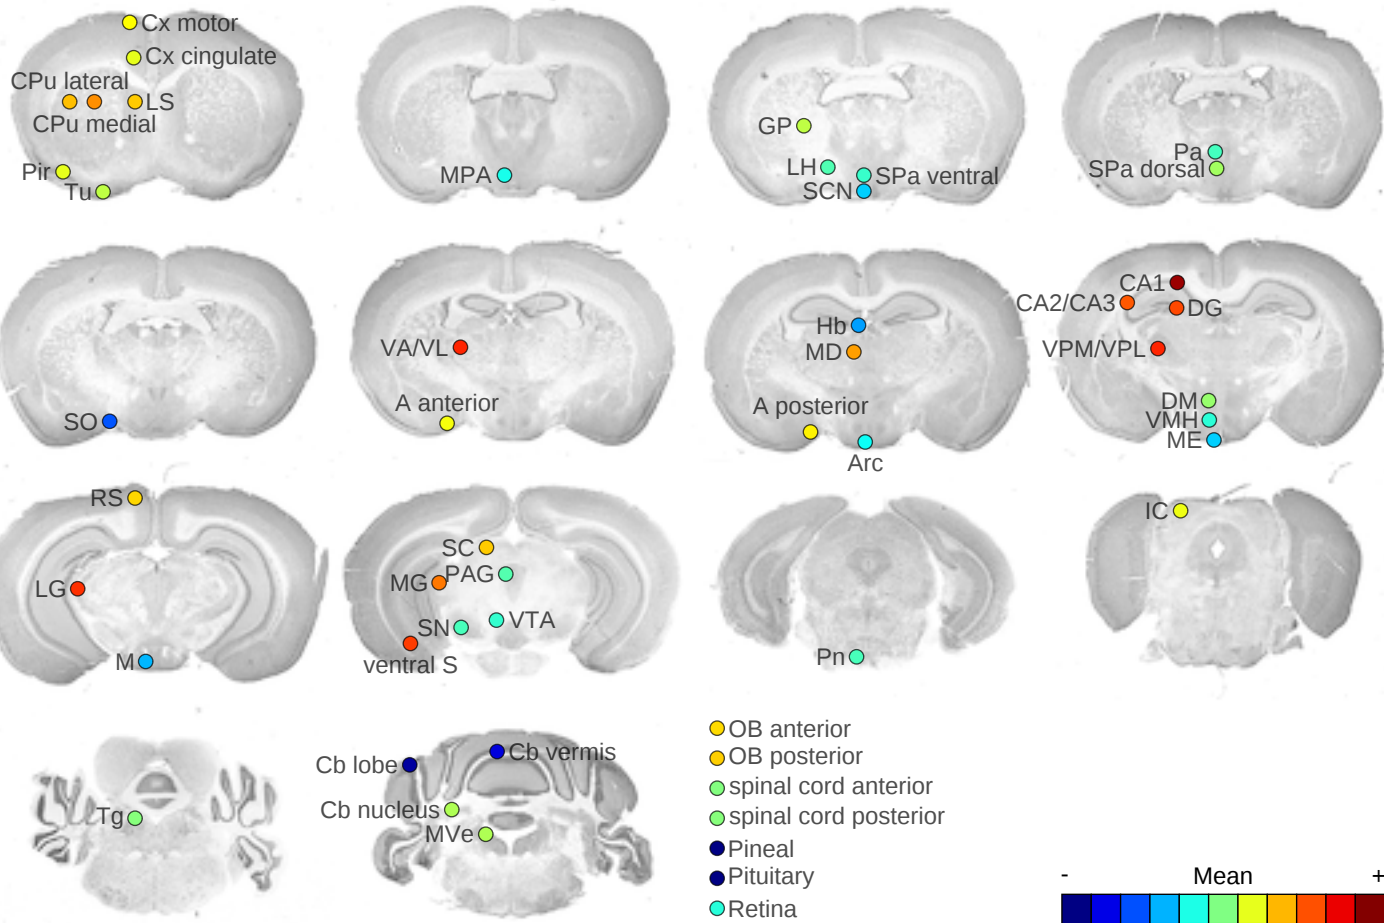 Cx motor
Cx cingulate
CPu lateral
LS
CPu medial
Pir
Tu
MPA
GP
LH
SPa ventral
SCN
Pa
SPa dorsal
SO
VA/VL
A anterior
Hb
MD
A posterior
Arc
CA1
CA2/CA3
DG
VPM/VPL
DM
VMH
ME
RS
LG
M
SC
MG
PAG
SN
VTA
ventral S
Pn
IC
Tg
Cb lobe
Cb vermis
Cb nucleus
MVe
OB anterior
OB posterior
spinal cord anterior
spinal cord posterior
Pineal
Pituitary
Retina
- Mean +